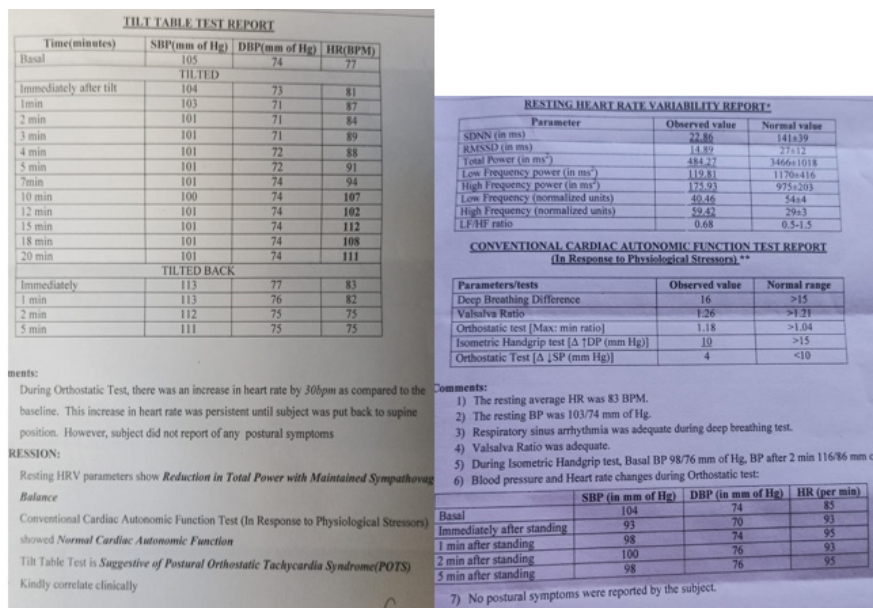 TILT TABLE TEST REPORT
Time(minutes) SBP(mm of Hg) DBP(mm of Hg) HR(BPM)
Basal 105 74 77
TILTED
Immediately after tilt 104 73 81
1min 103 71 87
2 min 101 71 84
3 min 101 71 89
4 min 101 72 88
5 min 101 72 91
7min 101 74 94
10 min 100 74 107
12 min 101 74 102
15 min 101 74 112
18 min 101 74 108
20 min 101 74 111
TILTED BACK
Immediately 113 77 83
1 min 113 76 82
2 min 112 75 75
5 min 111 75 75
ments:
During Orthostatic Test, there was an increase in heart rate by 30bpm as compared to the
baseline. This increase in heart rate was persistent until subject was put back to supine
position. However, subject did not report of any postural symptoms
RESSION:
Resting HRV parameters show Reduction in Total Power with Maintained Sympathovag
Balance
Conventional Cardiac Autonomic Function Test (In Response to Physiological Stressors)
showed Normal Cardiac Autonomic Function
Tilt Table Test is Suggestive of Postural Orthostatic Tachycardia Syndrome(POTS)
Kindly correlate clinically
RESTING HEART RATE VARIABILITY REPORT*
Parameter Observed value Normal value
SDNN (in ms) 22.86 141±39
RMSSD (in ms) 14.89 27±12
Total Power (in ms²) 484.27 3466±1018
Low Frequency power (in ms²) 119.81 1170±416
High Frequency power (in ms²) 175.93 975±203
Low Frequency (normalized units) 40.46 54±4
High Frequency (normalized units) 59.42 29±3
LF/HF ratio 0.68 0.5-1.5
CONVENTIONAL CARDIAC AUTONOMIC FUNCTION TEST REPORT
(In Response to Physiological Stressors) **
Parameters/tests Observed value Normal range
Deep Breathing Difference 16 >15
Valsalva Ratio 1.26 >1.21
Orthostatic test [Max: min ratio] 1.18 >1.04
Isometric Handgrip test [Δ ↑DP (mm Hg)] 10 >15
Orthostatic Test [Δ ↓SP (mm Hg)] 4 <10
Comments:
1) The resting average HR was 83 BPM.
2) The resting BP was 103/74 mm of Hg.
3) Respiratory sinus arrhythmia was adequate during deep breathing test.
4) Valsalva Ratio was adequate.
5) During Isometric Handgrip test, Basal BP 98/76 mm of Hg, BP after 2 min 116/86 mm
6) Blood pressure and Heart rate changes during Orthostatic test:
SBP (in mm of Hg) DBP (in mm of Hg) HR (per min)
Basal 104 74 85
Immediately after standing 93 70 93
1 min after standing 98 74 95
2 min after standing 100 76 93
5 min after standing 98 76 95
7) No postural symptoms were reported by the subject.